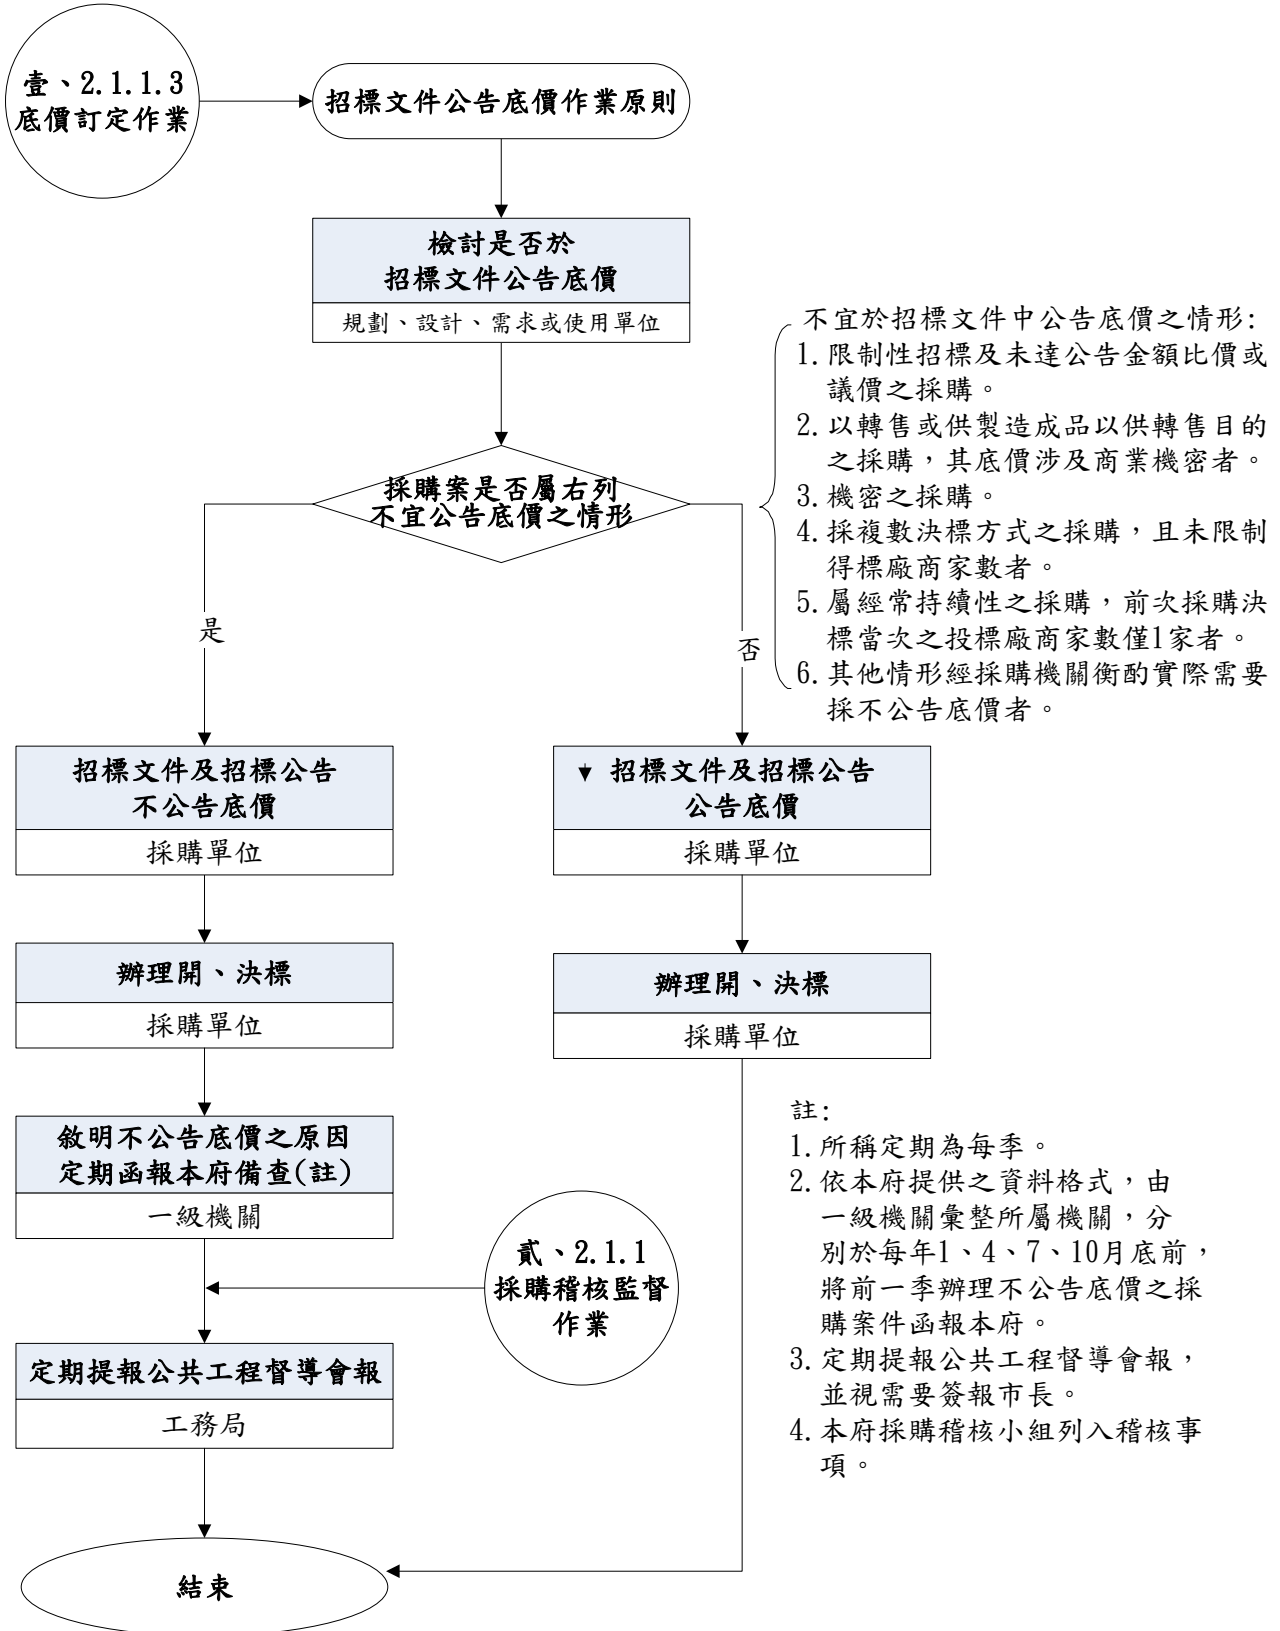 壹、2.1.1.3
底價訂定作業
招標文件公告底價作業原則
檢討是否於
招標文件公告底價
規劃、設計、需求或使用單位
不宜於招標文件中公告底價之情形:
1.限制性招標及未達公告金額比價或
議價之採購。
2.以轉售或供製造成品以供轉售目的
之採購，其底價涉及商業機密者。
3.機密之採購。
4.採複數決標方式之採購，且未限制
得標廠商家數者。
5.屬經常持續性之採購，前次採購決
標當次之投標廠商家數僅1家者。
6.其他情形經採購機關衡酌實際需要
採不公告底價者。
採購案是否屬右列
不宜公告底價之情形
是
否
招標文件及招標公告
不公告底價
採購單位
招標文件及招標公告
公告底價
採購單位
辦理開、決標
採購單位
辦理開、決標
採購單位
敘明不公告底價之原因
定期函報本府備查(註)
一級機關
貳、2.1.1
採購稽核監督
作業
定期提報公共工程督導會報
工務局
註:
1.所稱定期為每季。
2.依本府提供之資料格式，由
一級機關彙整所屬機關，分
別於每年1、4、7、10月底前，
將前一季辦理不公告底價之採
購案件函報本府。
3.定期提報公共工程督導會報，
並視需要簽報市長。
4.本府採購稽核小組列入稽核事
項。
結束